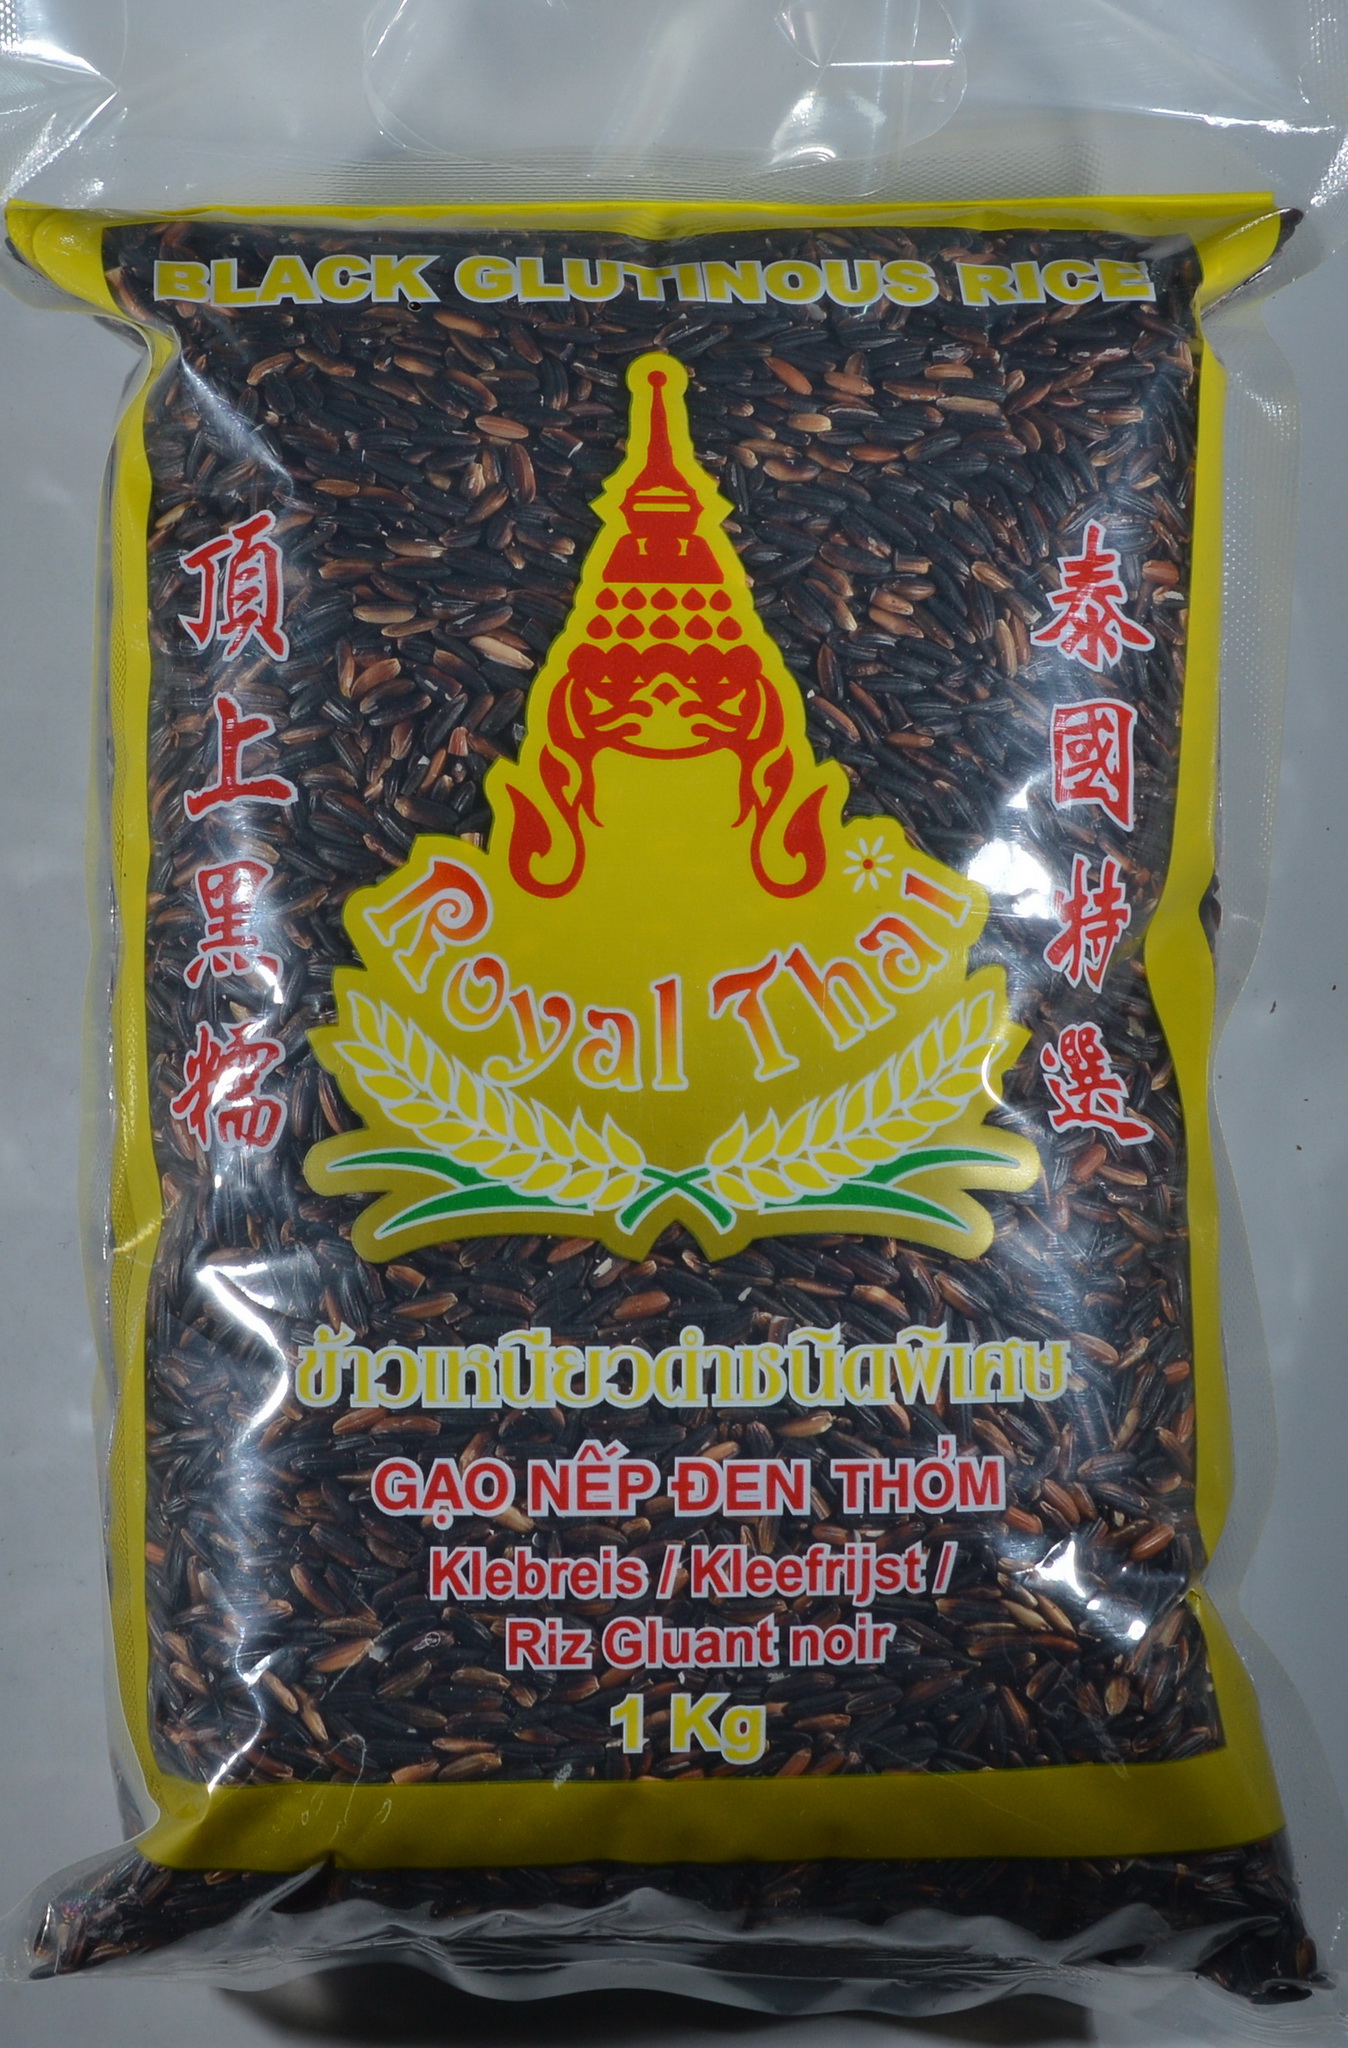 BLACK GLUTINOUS RICE
頂上黑糯
泰國特選
Royal Thai
ข้าวเหนียวดำชนิดพิเศษ
GẠO NẾP ĐEN THỎM
Klebreis / Kleefrijst /
Riz Gluant noir
1 Kg